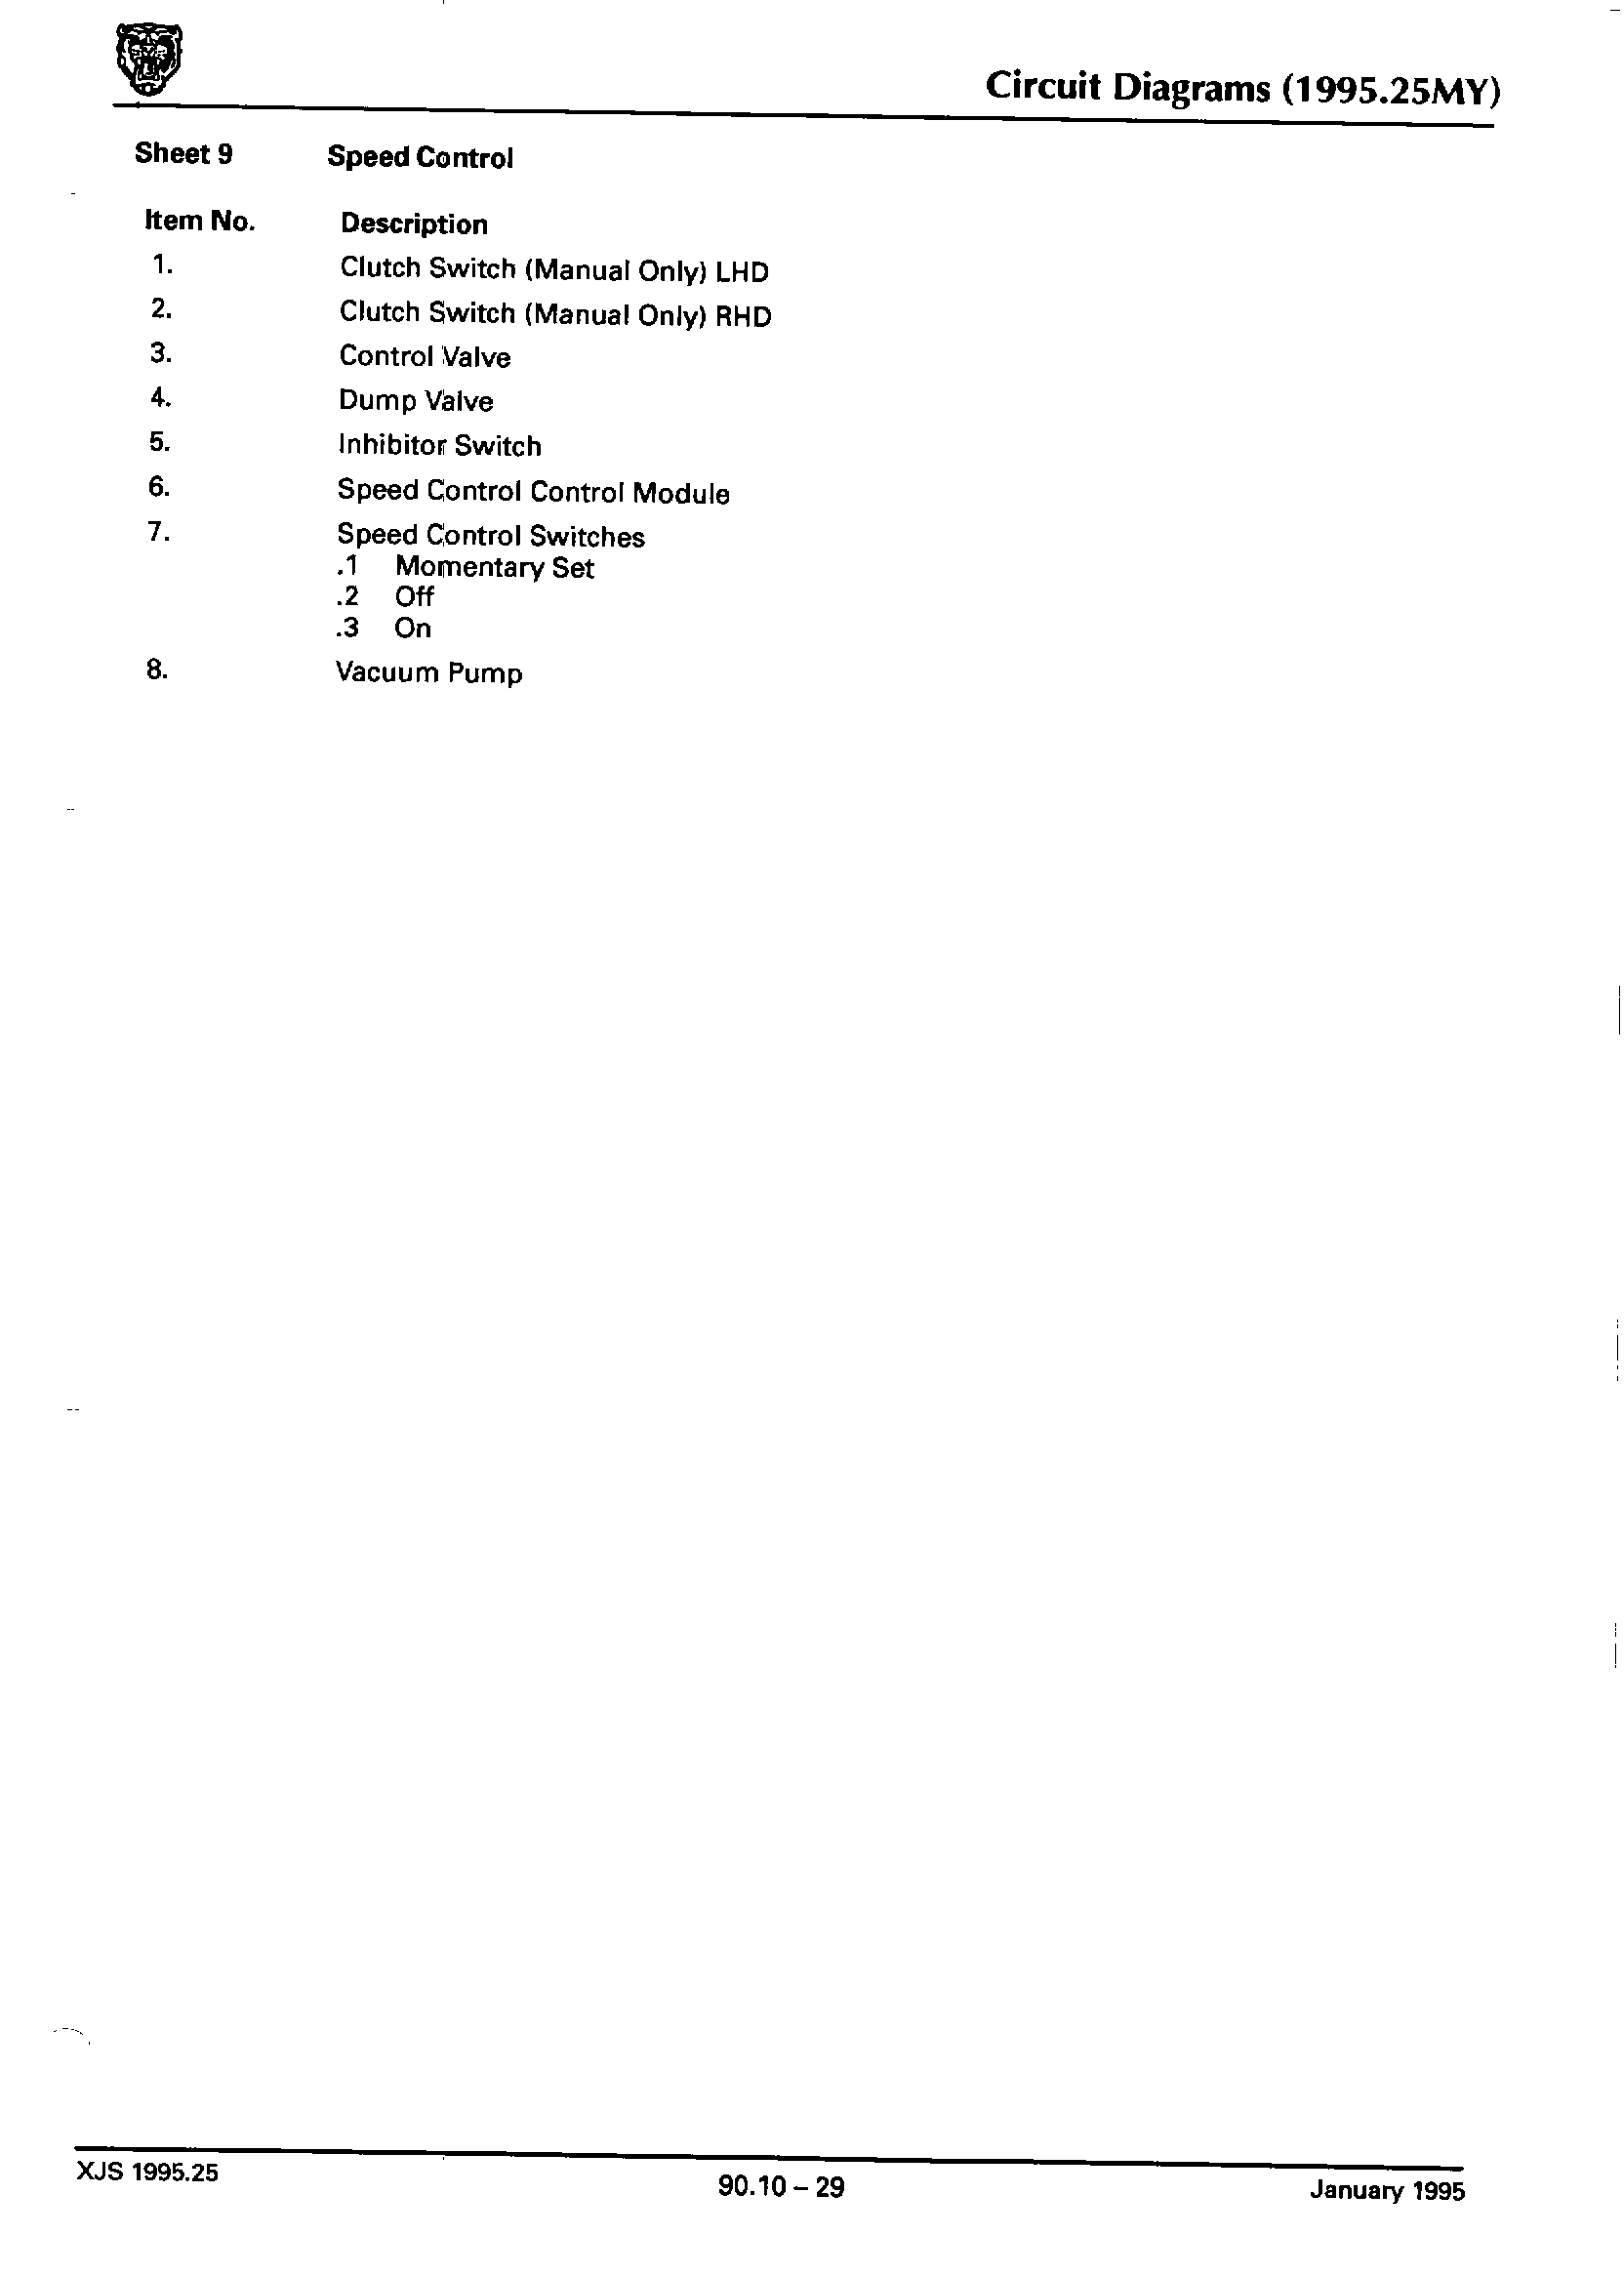 Circuit Diagrams (1995.25MY)
Sheet 9 Speed Control
Item No. Description
1. Clutch Switch (Manual Only) LHD
2. Clutch Switch (Manual Only) RHD
3. Control Valve
4. Dump Valve
5. Inhibitor Switch
6. Speed Control Control Module
7. Speed Control Switches
.1 Momentary Set
.2 Off
.3 On
8. Vacuum Pump
XJS 1995.25 90.10 – 29 January 1995